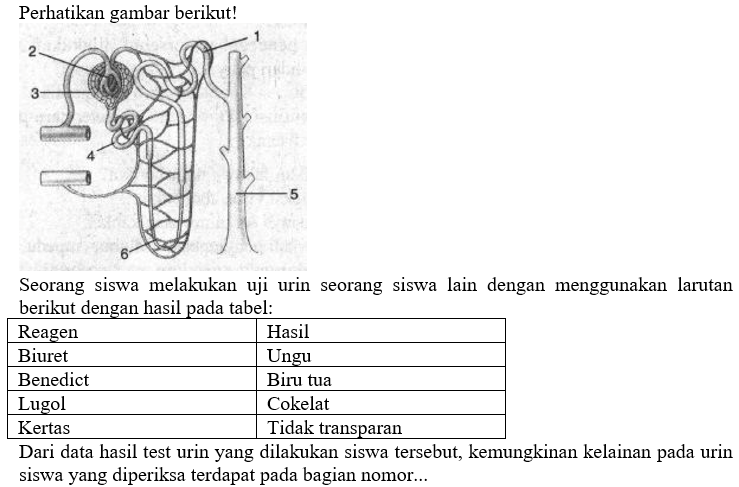 Perhatikan gambar berikut!
1
2
3
4
5
6
Seorang siswa melakukan uji urin seorang siswa lain dengan menggunakan larutan
berikut dengan hasil pada tabel:
Reagen Hasil
Biuret Ungu
Benedict Biru tua
Lugol Cokelat
Kertas Tidak transparan
Dari data hasil test urin yang dilakukan siswa tersebut, kemungkinan kelainan pada urin
siswa yang diperiksa terdapat pada bagian nomor...